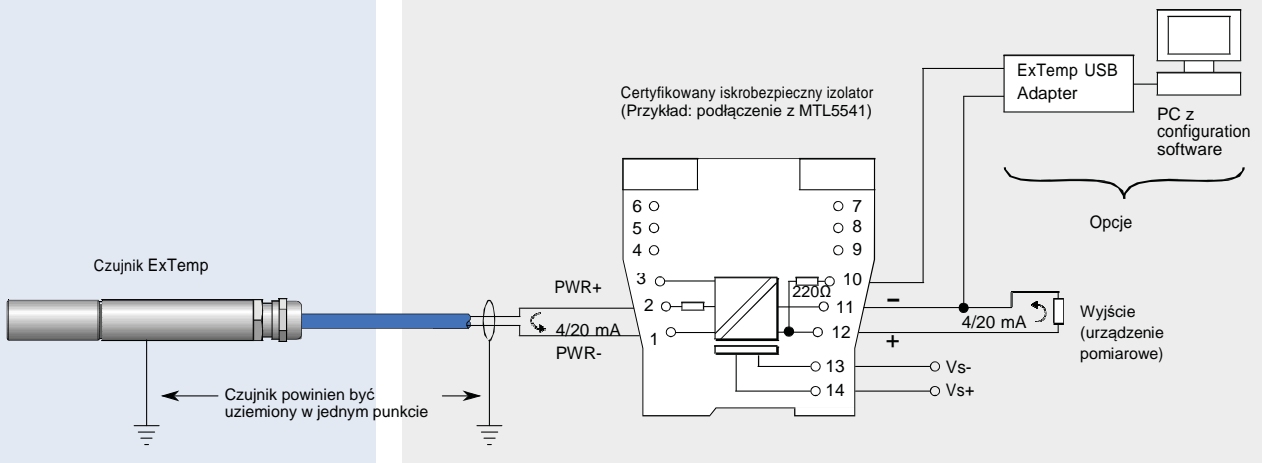 ExTemp USB
Adapter
PC z
configuration
software
Opcje
Certyfikowany iskrobezpieczny izolator
(Przykład: podłączenie z MTL5541)
6
5
4
3
2
1
7
8
9
10
11
12
13
14
220Ω
Czujnik ExTemp
PWR+
4/20 mA
PWR-
−
+
4/20 mA
Wyjście
(urządzenie
pomiarowe)
Vs-
Vs+
Czujnik powinien być
uziemiony w jednym punkcie